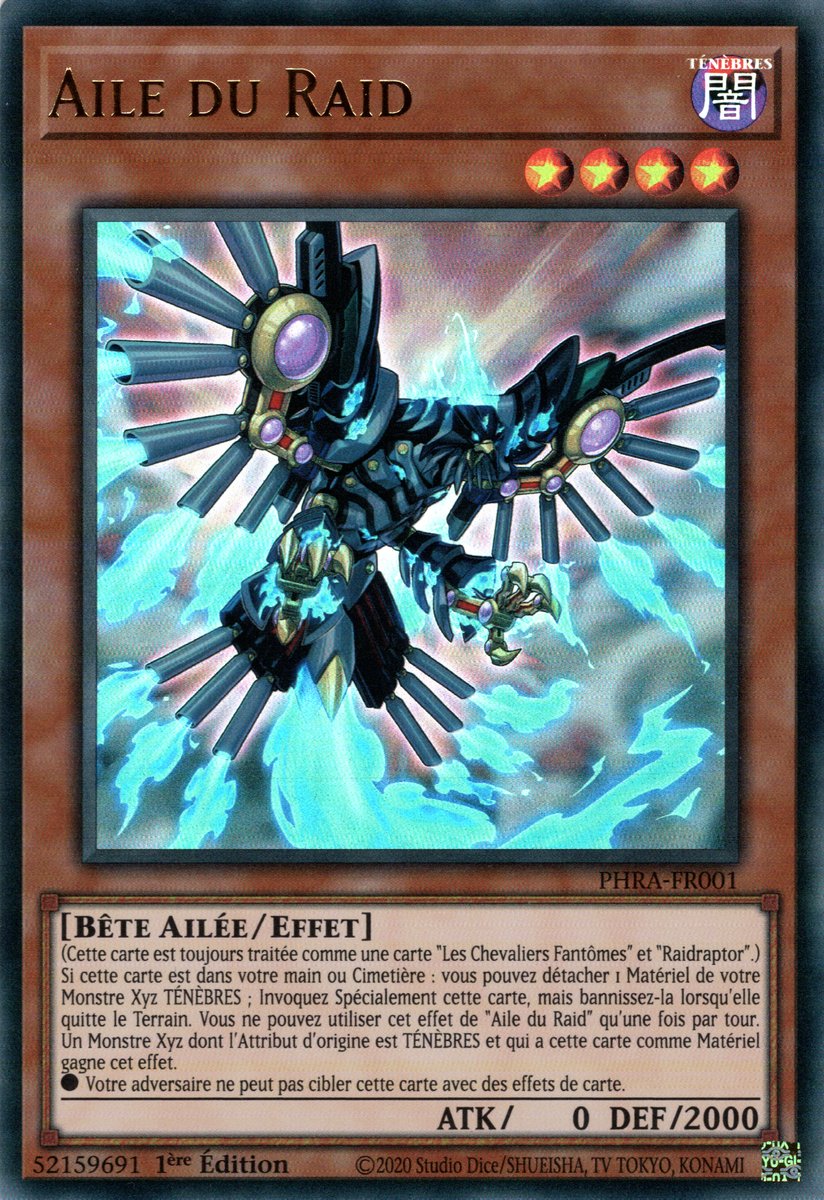 Aile du Raid
TÉNÈBRES
闇
PHRA-FR001
[Bête Ailée/Effet]
(Cette carte est toujours traitée comme une carte "Les Chevaliers Fantômes" et "Raidraptor".)
Si cette carte est dans votre main ou Cimetière : vous pouvez détacher 1 Matériel de votre
Monstre Xyz TÉNÈBRES ; Invoquez Spécialement cette carte, mais bannissez-la lorsqu'elle
quitte le Terrain. Vous ne pouvez utiliser cet effet de "Aile du Raid" qu'une fois par tour.
Un Monstre Xyz dont l'Attribut d'origine est TÉNÈBRES et qui a cette carte comme Matériel
gagne cet effet.
● Votre adversaire ne peut pas cibler cette carte avec des effets de carte.
ATK/ 0 DEF/2000
52159691 1ère Édition ©2020 Studio Dice/SHUEISHA, TV TOKYO, KONAMI